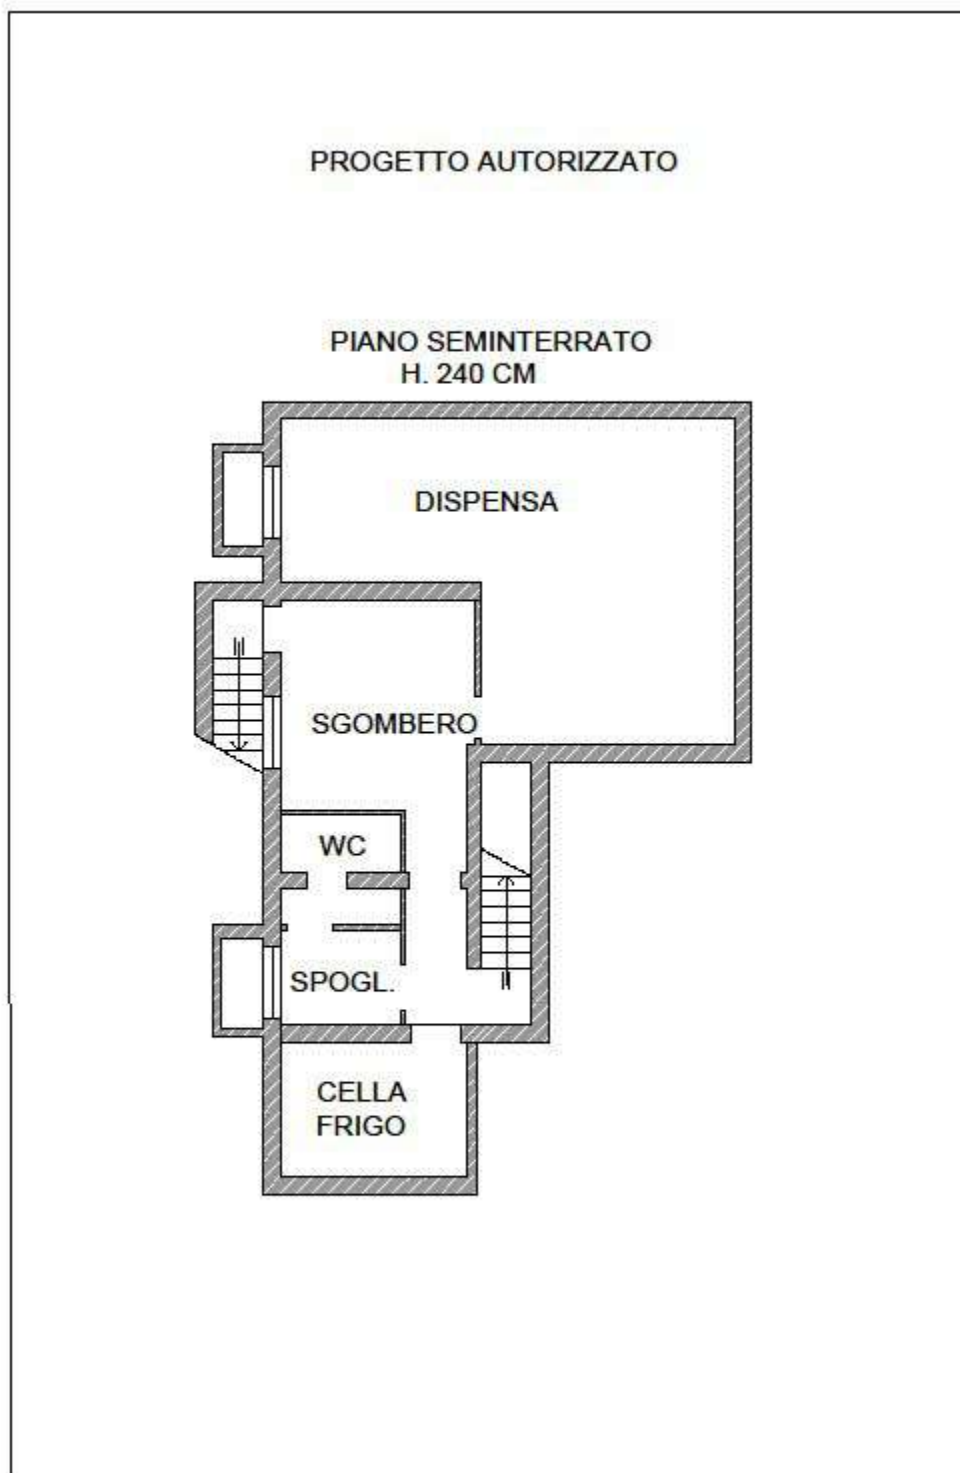 PROGETTO AUTORIZZATO
PIANO SEMINTERRATO
H. 240 CM
DISPENSA
SGOMBERO
WC
SPOGL.
CELLA
FRIGO